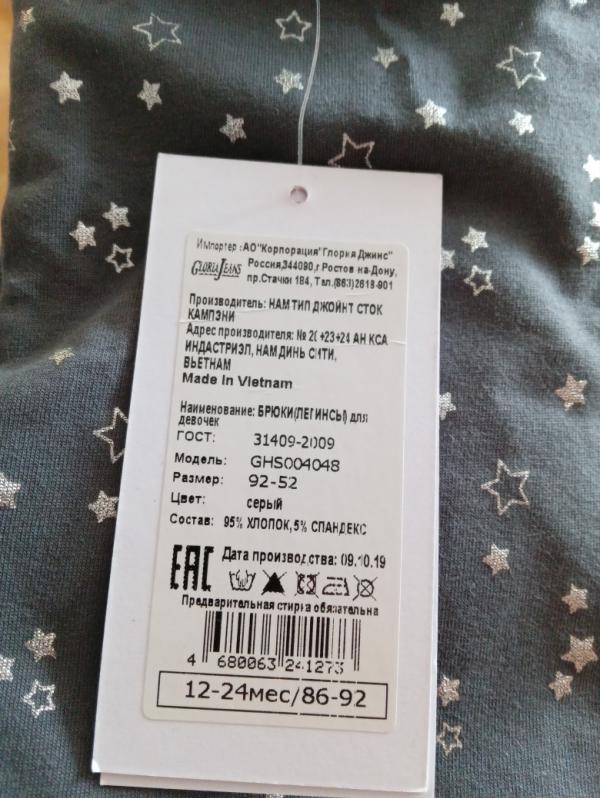 Импортер :АО"Корпорация"Глория Джинс"
GLORIA JEANS
Россия,344090,г Ростов на-Дону,
пр.Стачки 184, Тел.(863)2618-901
Производитель: НАМ ТИП ДЖОЙНТ СТОК
КАМПЭНИ
Адрес производителя: № 20+23+24 АН КСА
ИНДАСТРИЭЛ, НАМ ДИНЬ СИТИ,
ВЬЕТНАМ
Made in Vietnam
Наименование: БРЮКИ(ЛЕГИНСЫ) для
девочек
ГОСТ: 31409-2009
Модель: GHS004048
Размер: 92-52
Цвет: серый
Состав: 95% ХЛОПОК, 5% СПАНДЕКС
EAC Дата производства: 09.10.19
Предварительная стирка обязательна
4 680063 241273
12-24мес/86-92